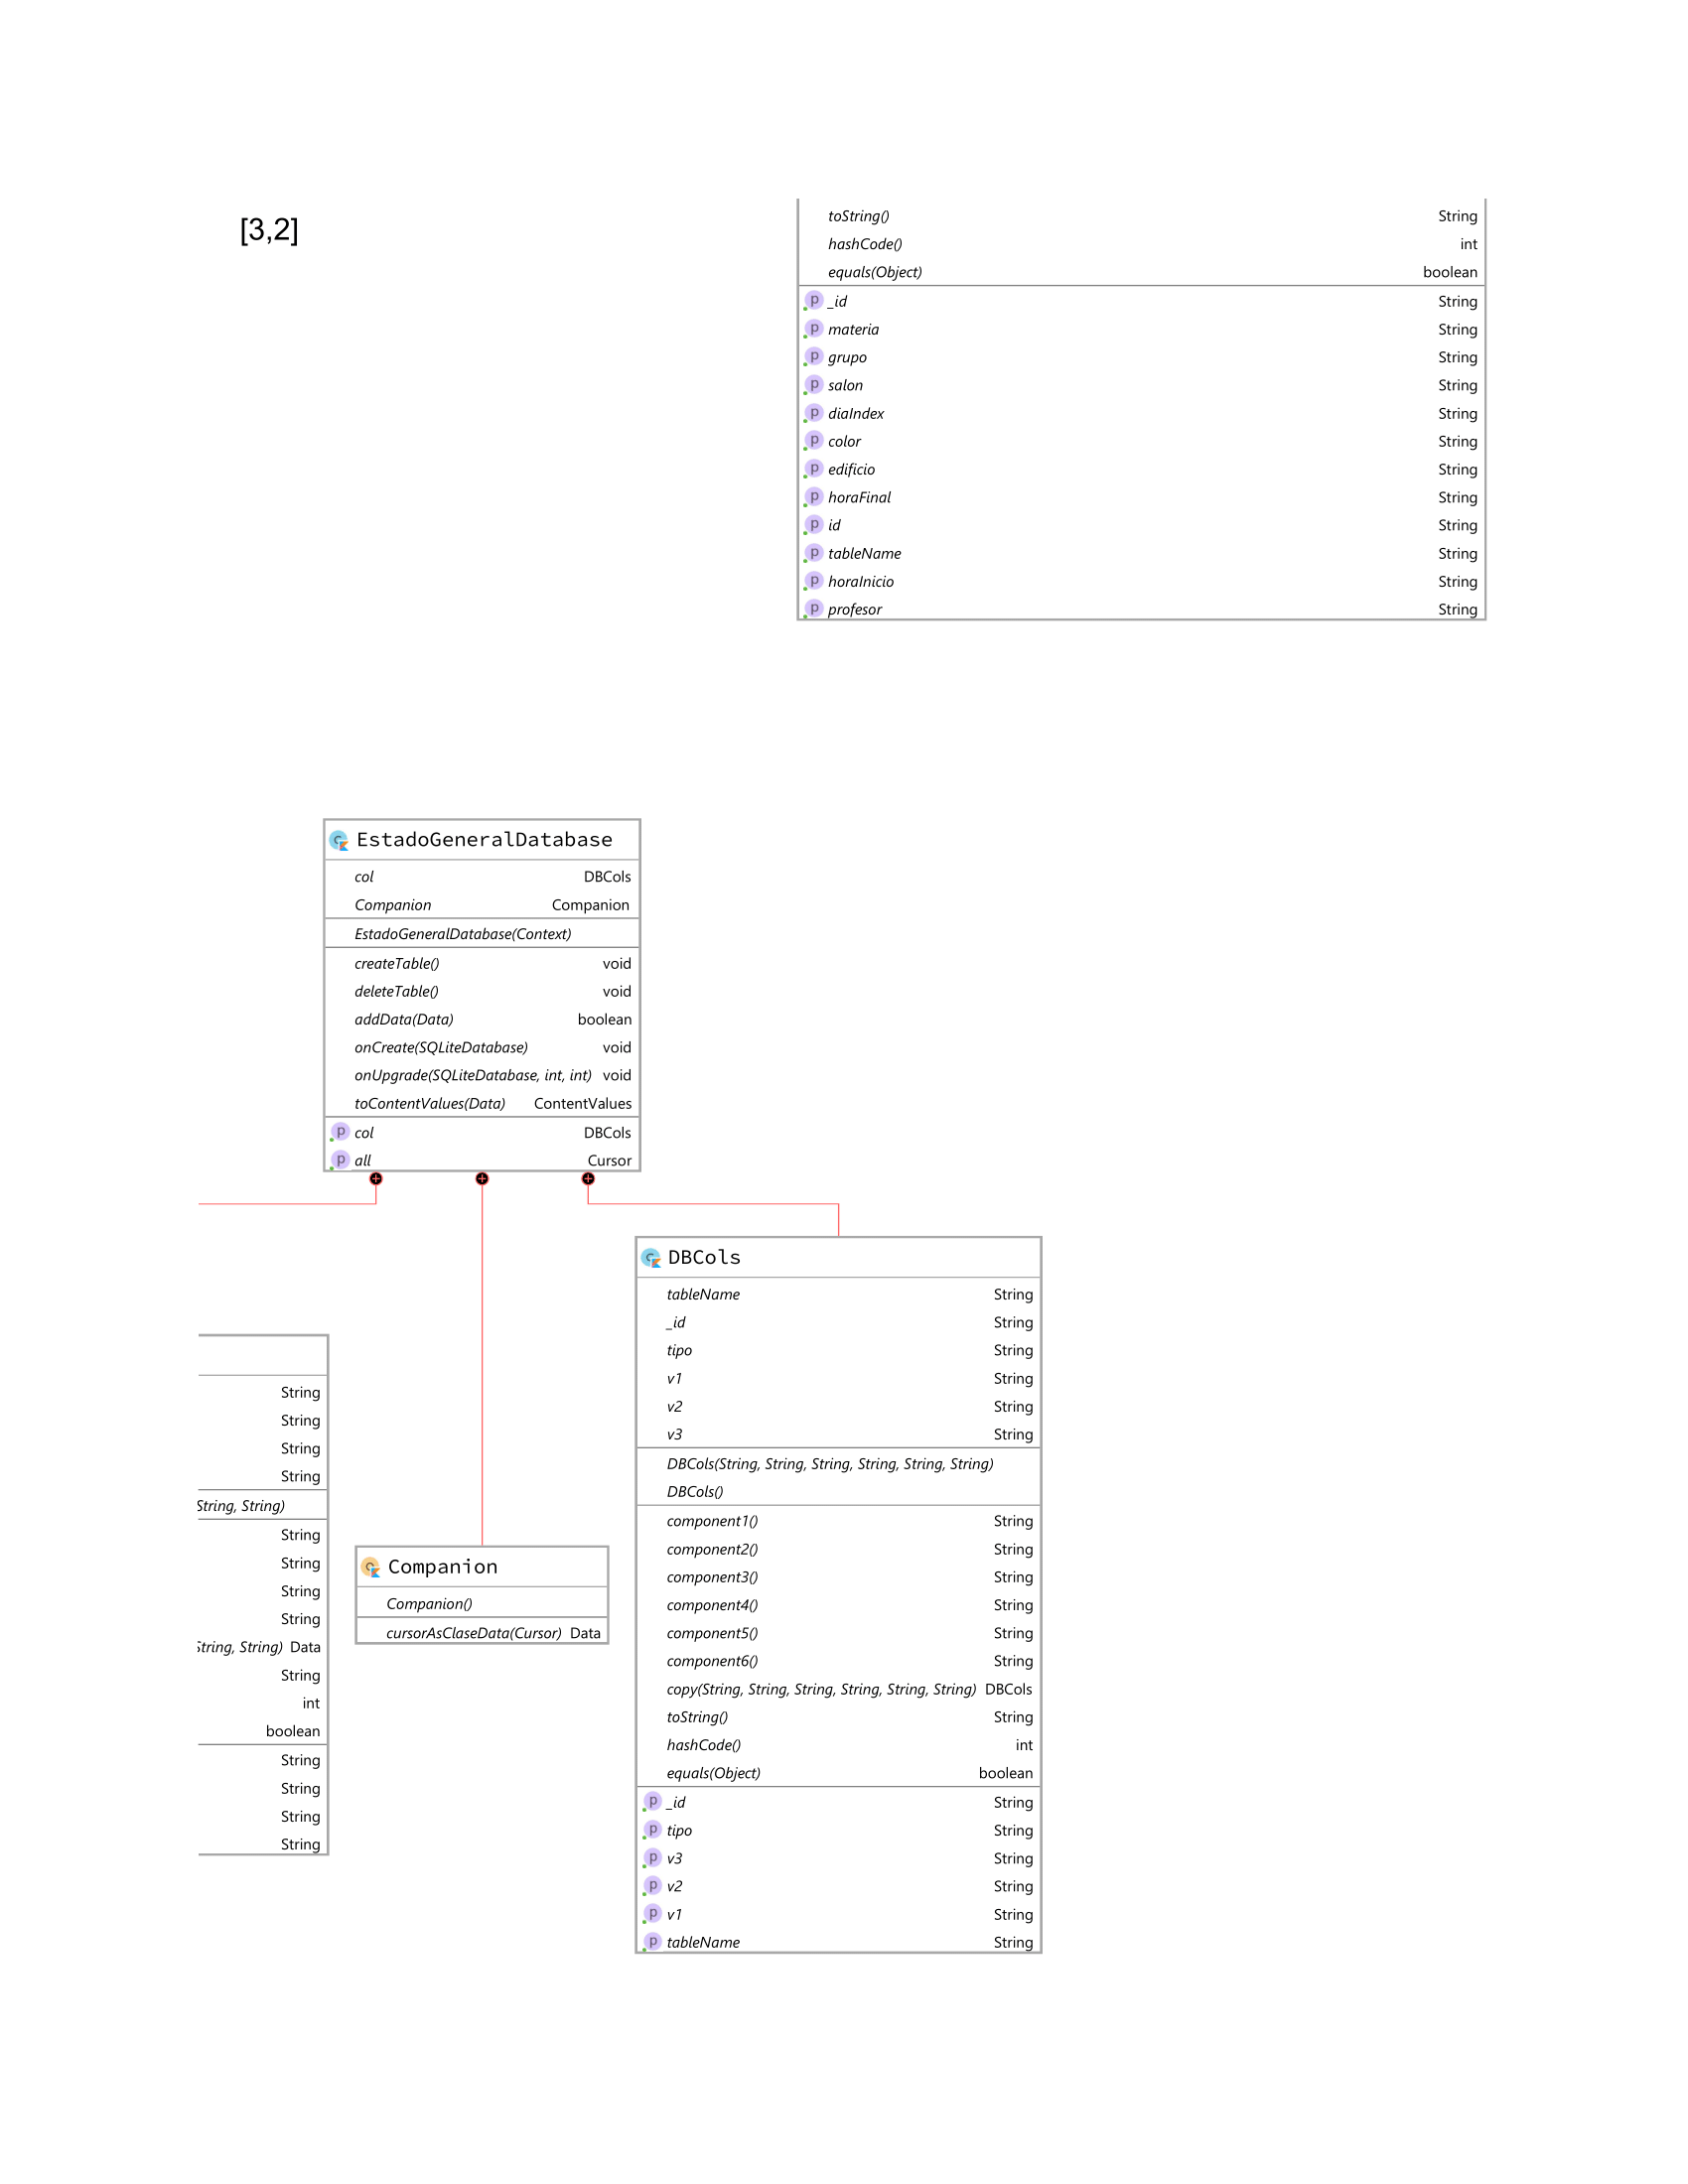 [3,2]
toString() String
hashCode() int
equals(Object) boolean
p _id String
p materia String
p grupo String
p salon String
p diaIndex String
p color String
p edificio String
p horaFinal String
p id String
p tableName String
p horaInicio String
p profesor String
EstadoGeneralDatabase
col DBCols
Companion Companion
EstadoGeneralDatabase(Context)
createTable() void
deleteTable() void
addData(Data) boolean
onCreate(SQLiteDatabase) void
onUpgrade(SQLiteDatabase, int, int) void
toContentValues(Data) ContentValues
p col DBCols
p all Cursor
String
String
String
String
String, String)
String
String
String
String
String, String) Data
String
int
boolean
String
String
String
String
Companion
Companion()
cursorAsClaseData(Cursor) Data
DBCols
tableName String
_id String
tipo String
v1 String
v2 String
v3 String
DBCols(String, String, String, String, String, String)
DBCols()
component1() String
component2() String
component3() String
component4() String
component5() String
component6() String
copy(String, String, String, String, String, String) DBCols
toString() String
hashCode() int
equals(Object) boolean
p _id String
p tipo String
p v3 String
p v2 String
p v1 String
p tableName String